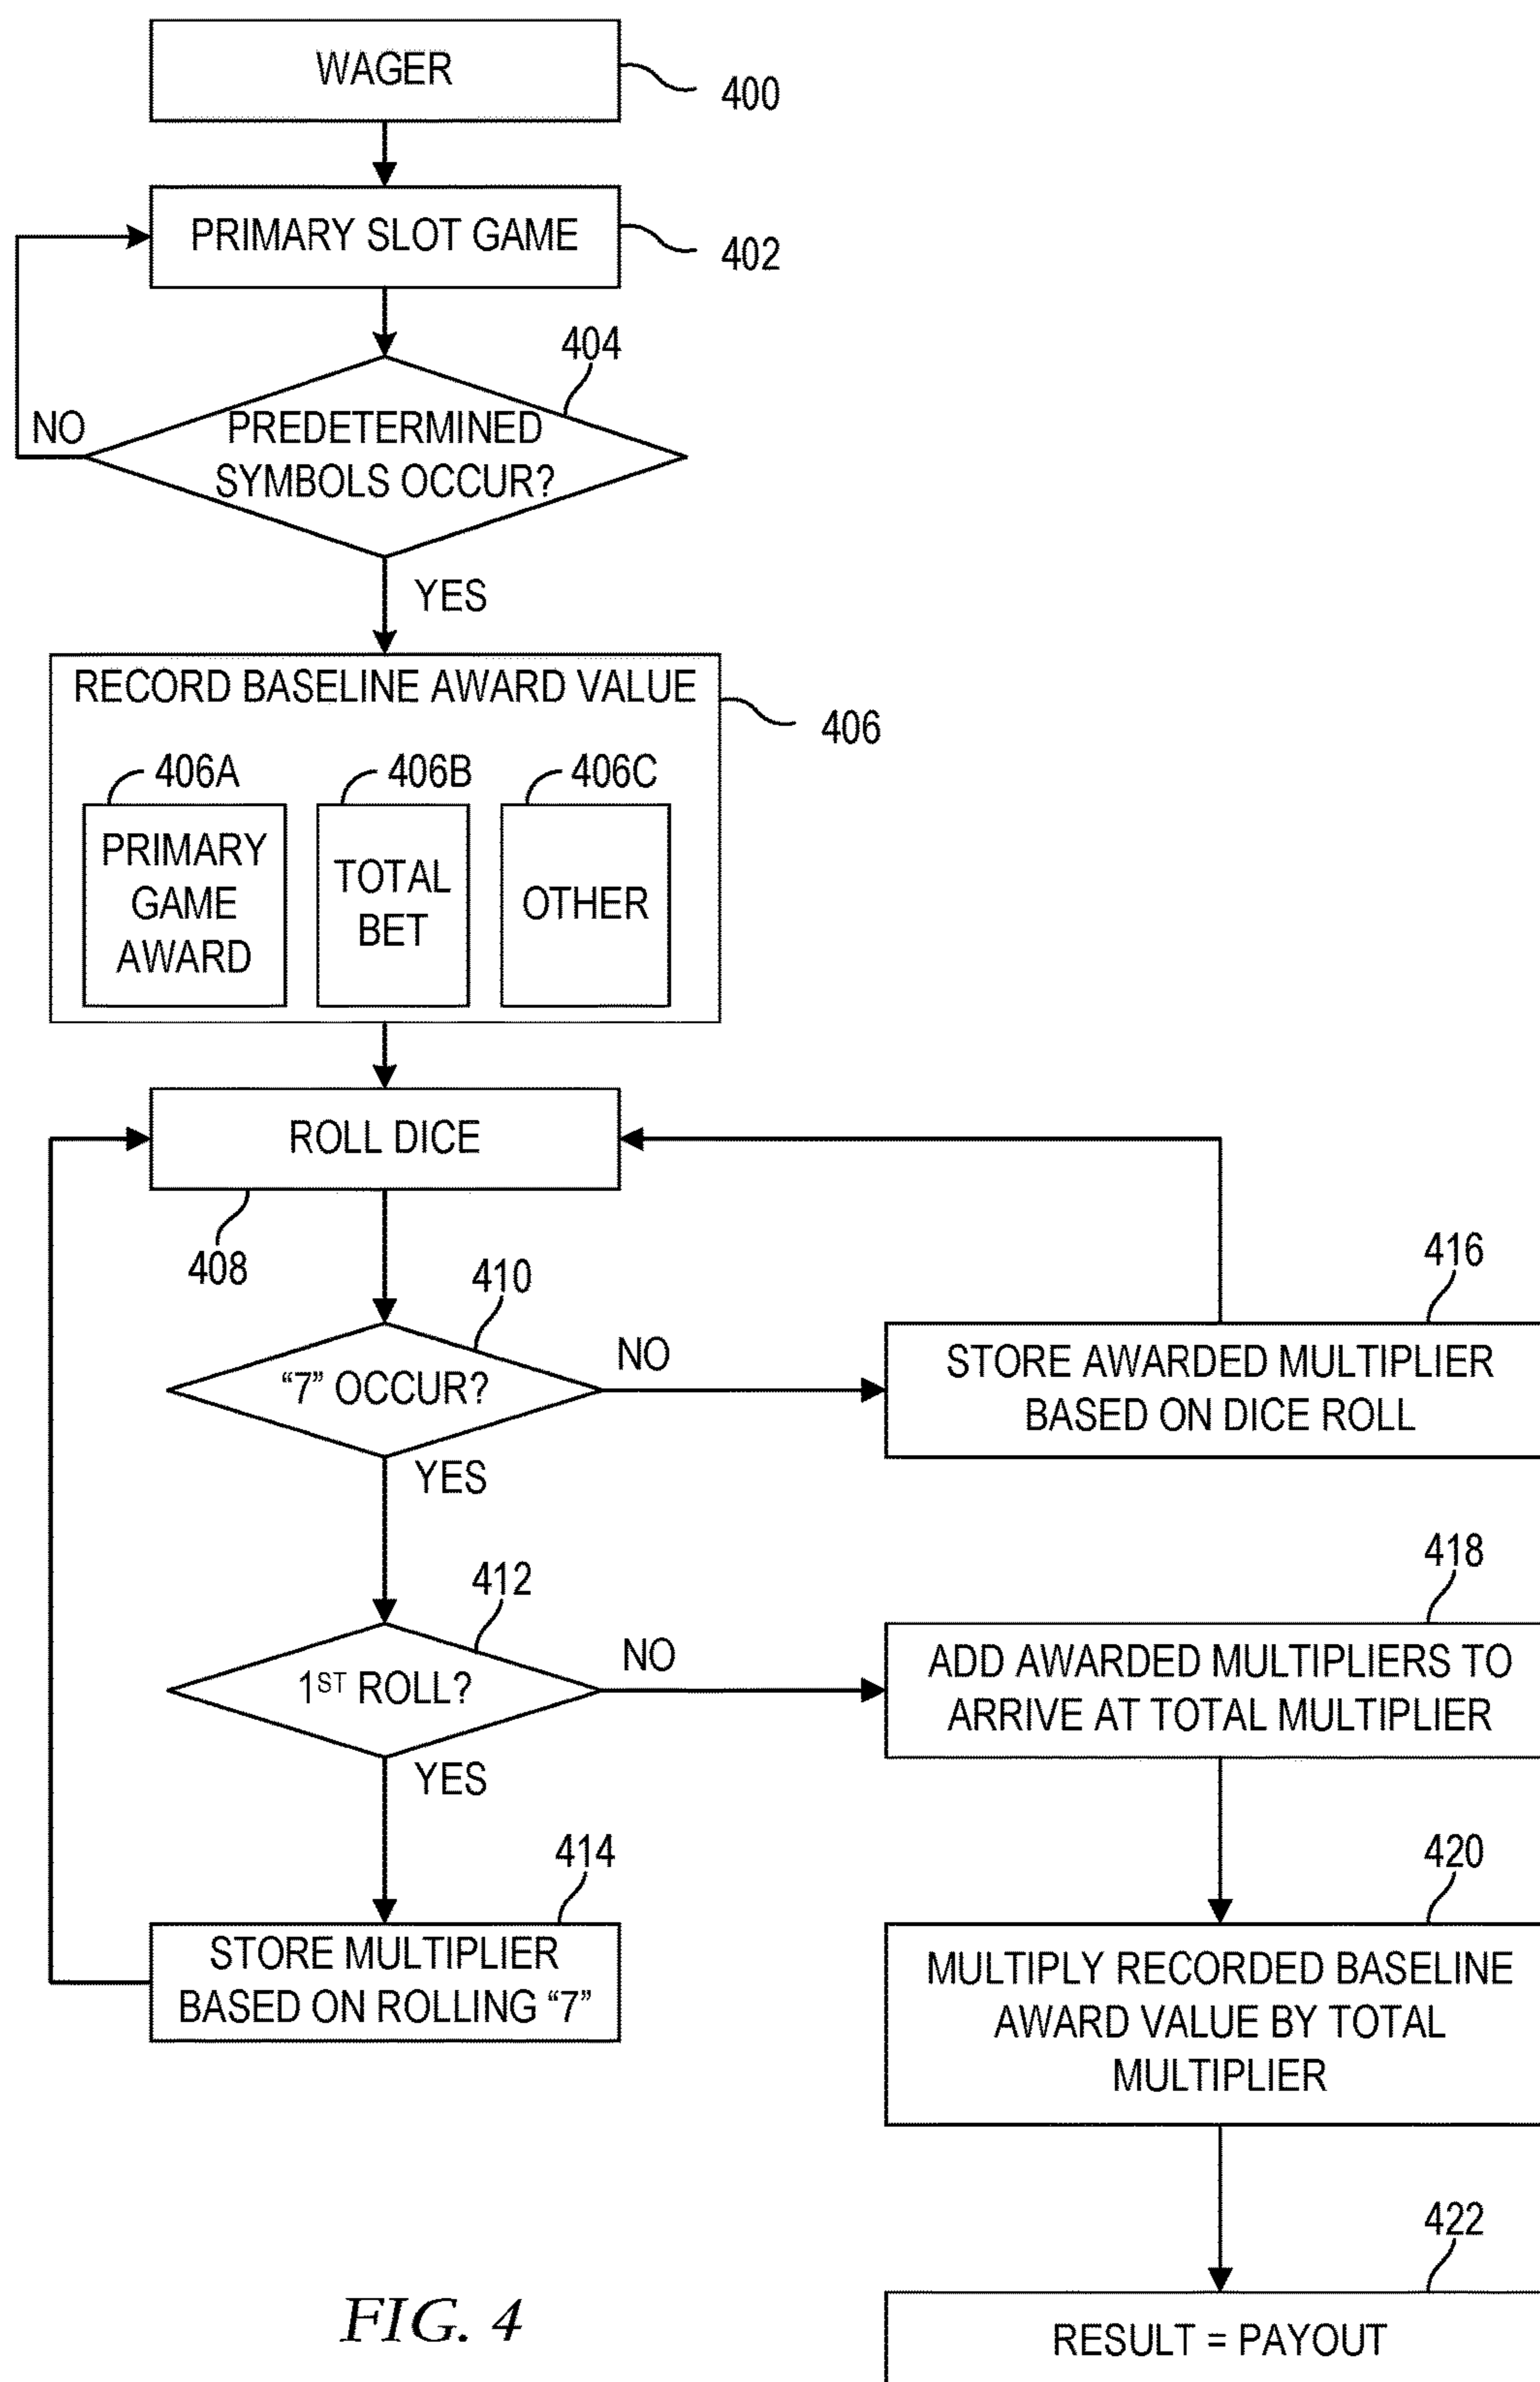 WAGER
400
PRIMARY SLOT GAME
402
404
PREDETERMINED
SYMBOLS OCCUR?
NO
YES
RECORD BASELINE AWARD VALUE
406
406A
406B
406C
PRIMARY
GAME
AWARD
TOTAL
BET
OTHER
ROLL DICE
408
410
"7" OCCUR?
NO
YES
416
STORE AWARDED MULTIPLIER
BASED ON DICE ROLL
412
1ST ROLL?
NO
YES
418
ADD AWARDED MULTIPLIERS TO
ARRIVE AT TOTAL MULTIPLIER
414
STORE MULTIPLIER
BASED ON ROLLING "7"
420
MULTIPLY RECORDED BASELINE
AWARD VALUE BY TOTAL
MULTIPLIER
422
RESULT = PAYOUT
FIG. 4